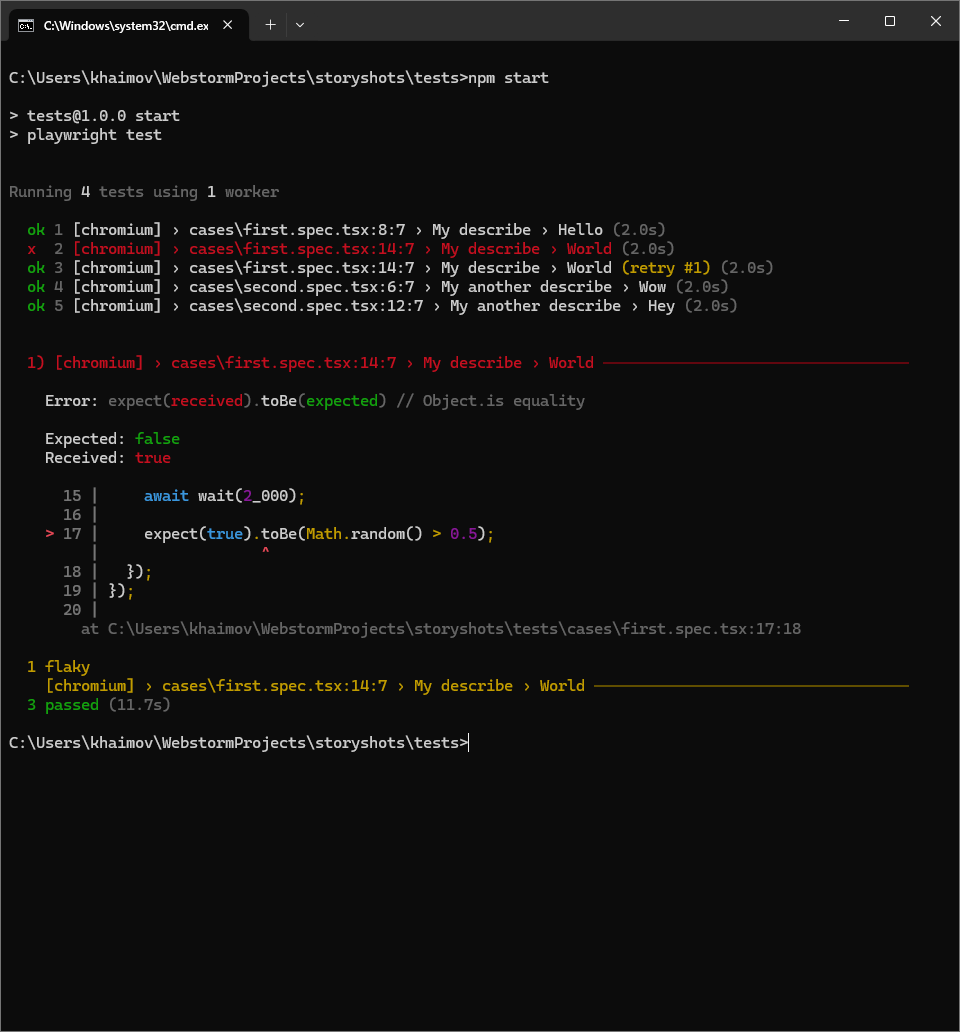 C:\Windows\system32\cmd.ex
C:\Users\khaimov\WebstormProjects\storyshots\tests>npm start
> tests@1.0.0 start
> playwright test
Running 4 tests using 1 worker
ok 1 [chromium] › cases\first.spec.tsx:8:7 › My describe › Hello (2.0s)
x 2 [chromium] › cases\first.spec.tsx:14:7 › My describe › World (2.0s)
ok 3 [chromium] › cases\first.spec.tsx:14:7 › My describe › World (retry #1) (2.0s)
ok 4 [chromium] › cases\second.spec.tsx:6:7 › My another describe › Wow (2.0s)
ok 5 [chromium] › cases\second.spec.tsx:12:7 › My another describe › Hey (2.0s)
1) [chromium] › cases\first.spec.tsx:14:7 › My describe › World ──────────────────────────────────
Error: expect(received).toBe(expected) // Object.is equality
Expected: false
Received: true
15 |     await wait(2_000);
16 |
> 17 |     expect(true).toBe(Math.random() > 0.5);
|                  ^
18 |   });
19 | });
20 |
at C:\Users\khaimov\WebstormProjects\storyshots\tests\cases\first.spec.tsx:17:18
1 flaky
[chromium] › cases\first.spec.tsx:14:7 › My describe › World ───────────────────────────────────
3 passed (11.7s)
C:\Users\khaimov\WebstormProjects\storyshots\tests>